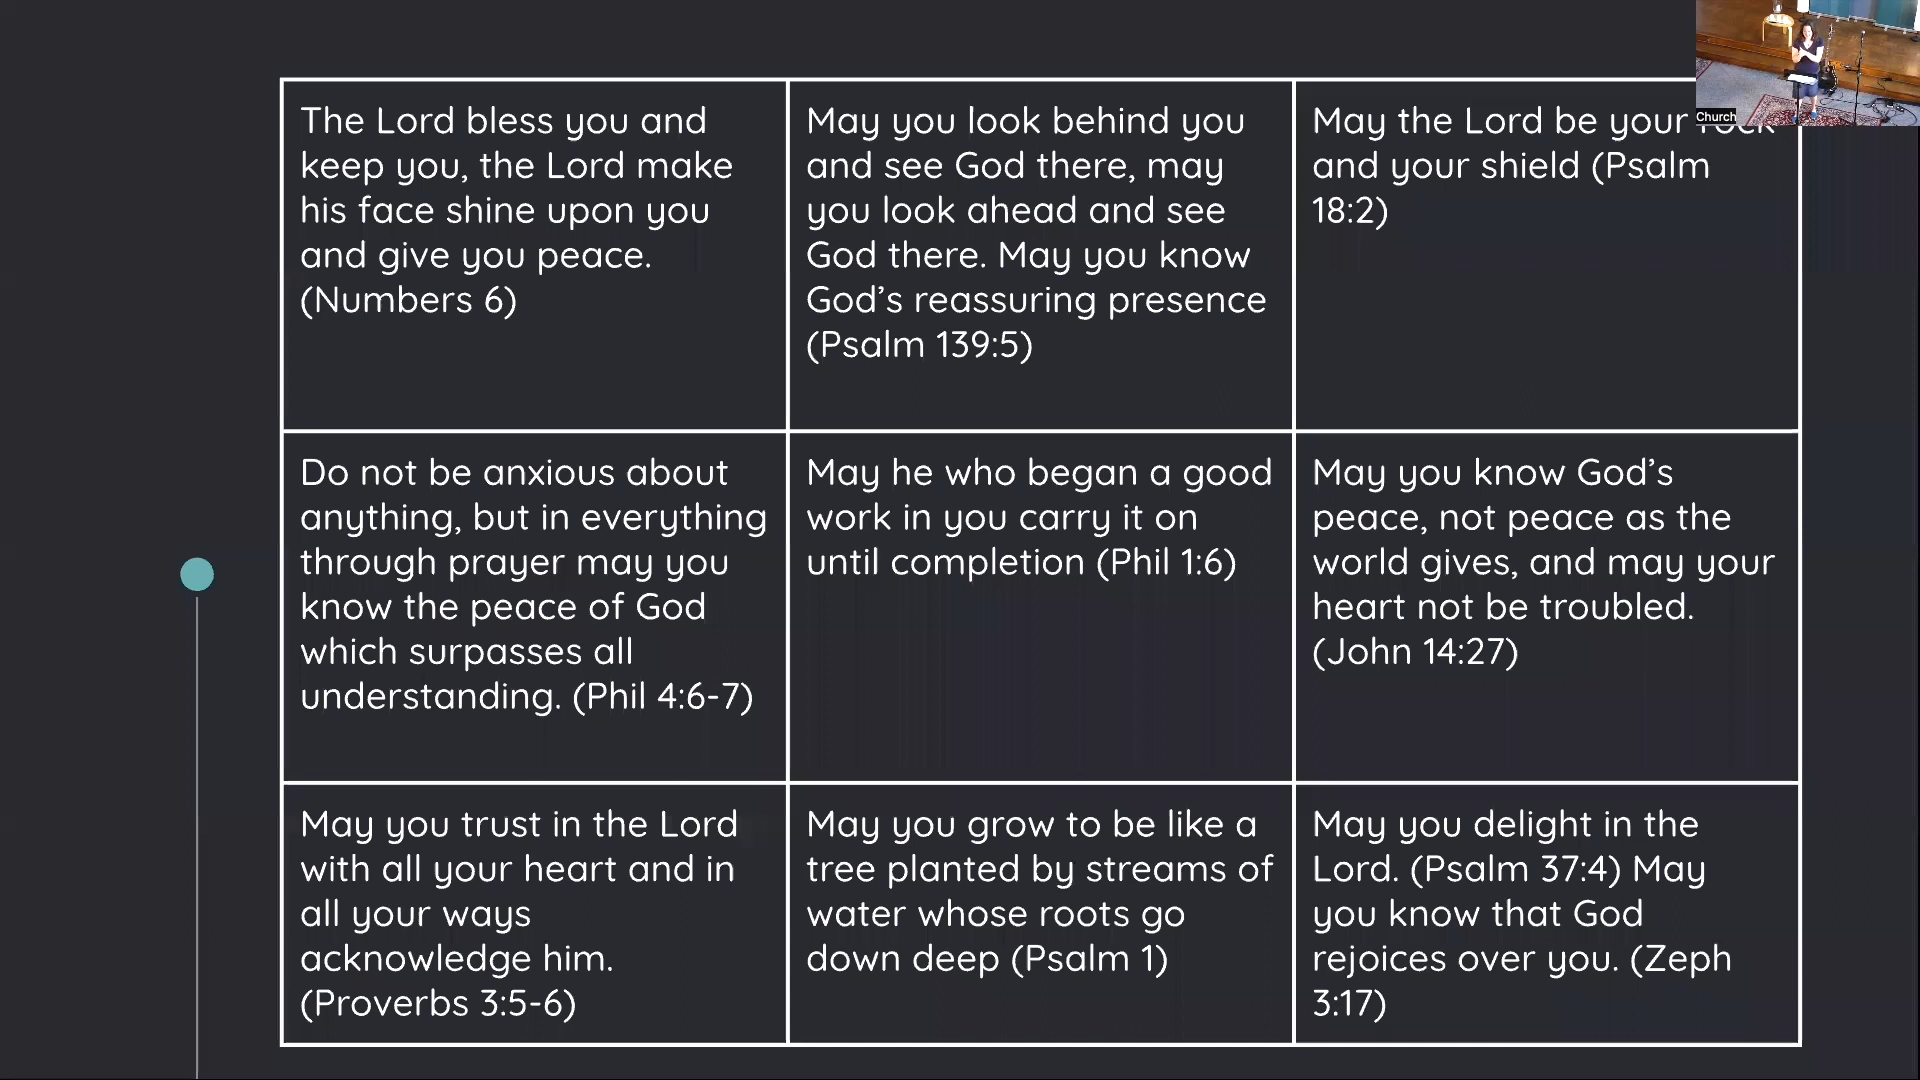 The Lord bless you and
keep you, the Lord make
his face shine upon you
and give you peace.
(Numbers 6)
May you look behind you
and see God there, may
you look ahead and see
God there. May you know
God’s reassuring presence
(Psalm 139:5)
May the Lord be your rock
and your shield (Psalm
18:2)
Church
Do not be anxious about
anything, but in everything
through prayer may you
know the peace of God
which surpasses all
understanding. (Phil 4:6-7)
May he who began a good
work in you carry it on
until completion (Phil 1:6)
May you know God’s
peace, not peace as the
world gives, and may your
heart not be troubled.
(John 14:27)
May you trust in the Lord
with all your heart and in
all your ways
acknowledge him.
(Proverbs 3:5-6)
May you grow to be like a
tree planted by streams of
water whose roots go
down deep (Psalm 1)
May you delight in the
Lord. (Psalm 37:4) May
you know that God
rejoices over you. (Zeph
3:17)